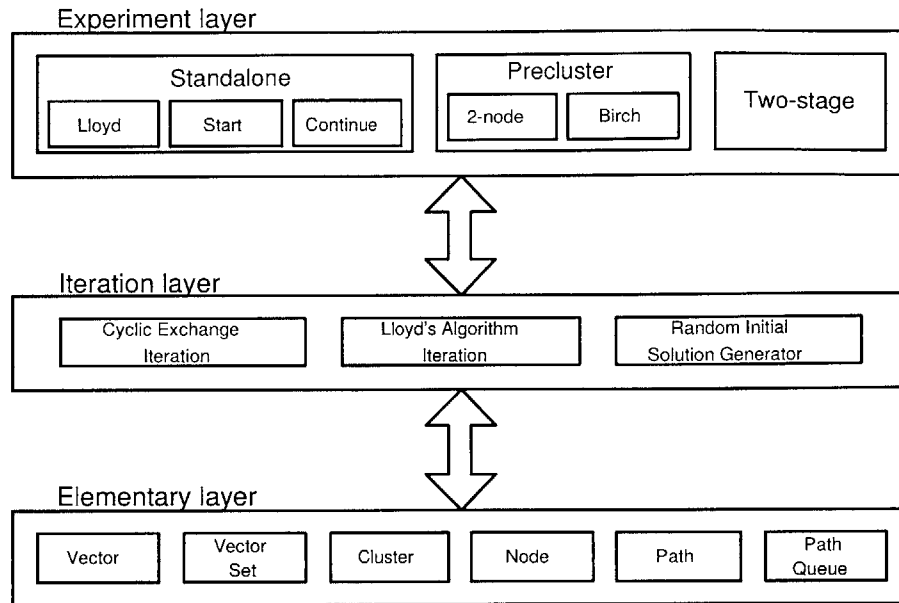 Experiment layer
Standalone
Lloyd
Start
Continue
Precluster
2-node
Birch
Two-stage
Iteration layer
Cyclic Exchange
Iteration
Lloyd's Algorithm
Iteration
Random Initial
Solution Generator
Elementary layer
Vector
Vector
Set
Cluster
Node
Path
Path
Queue